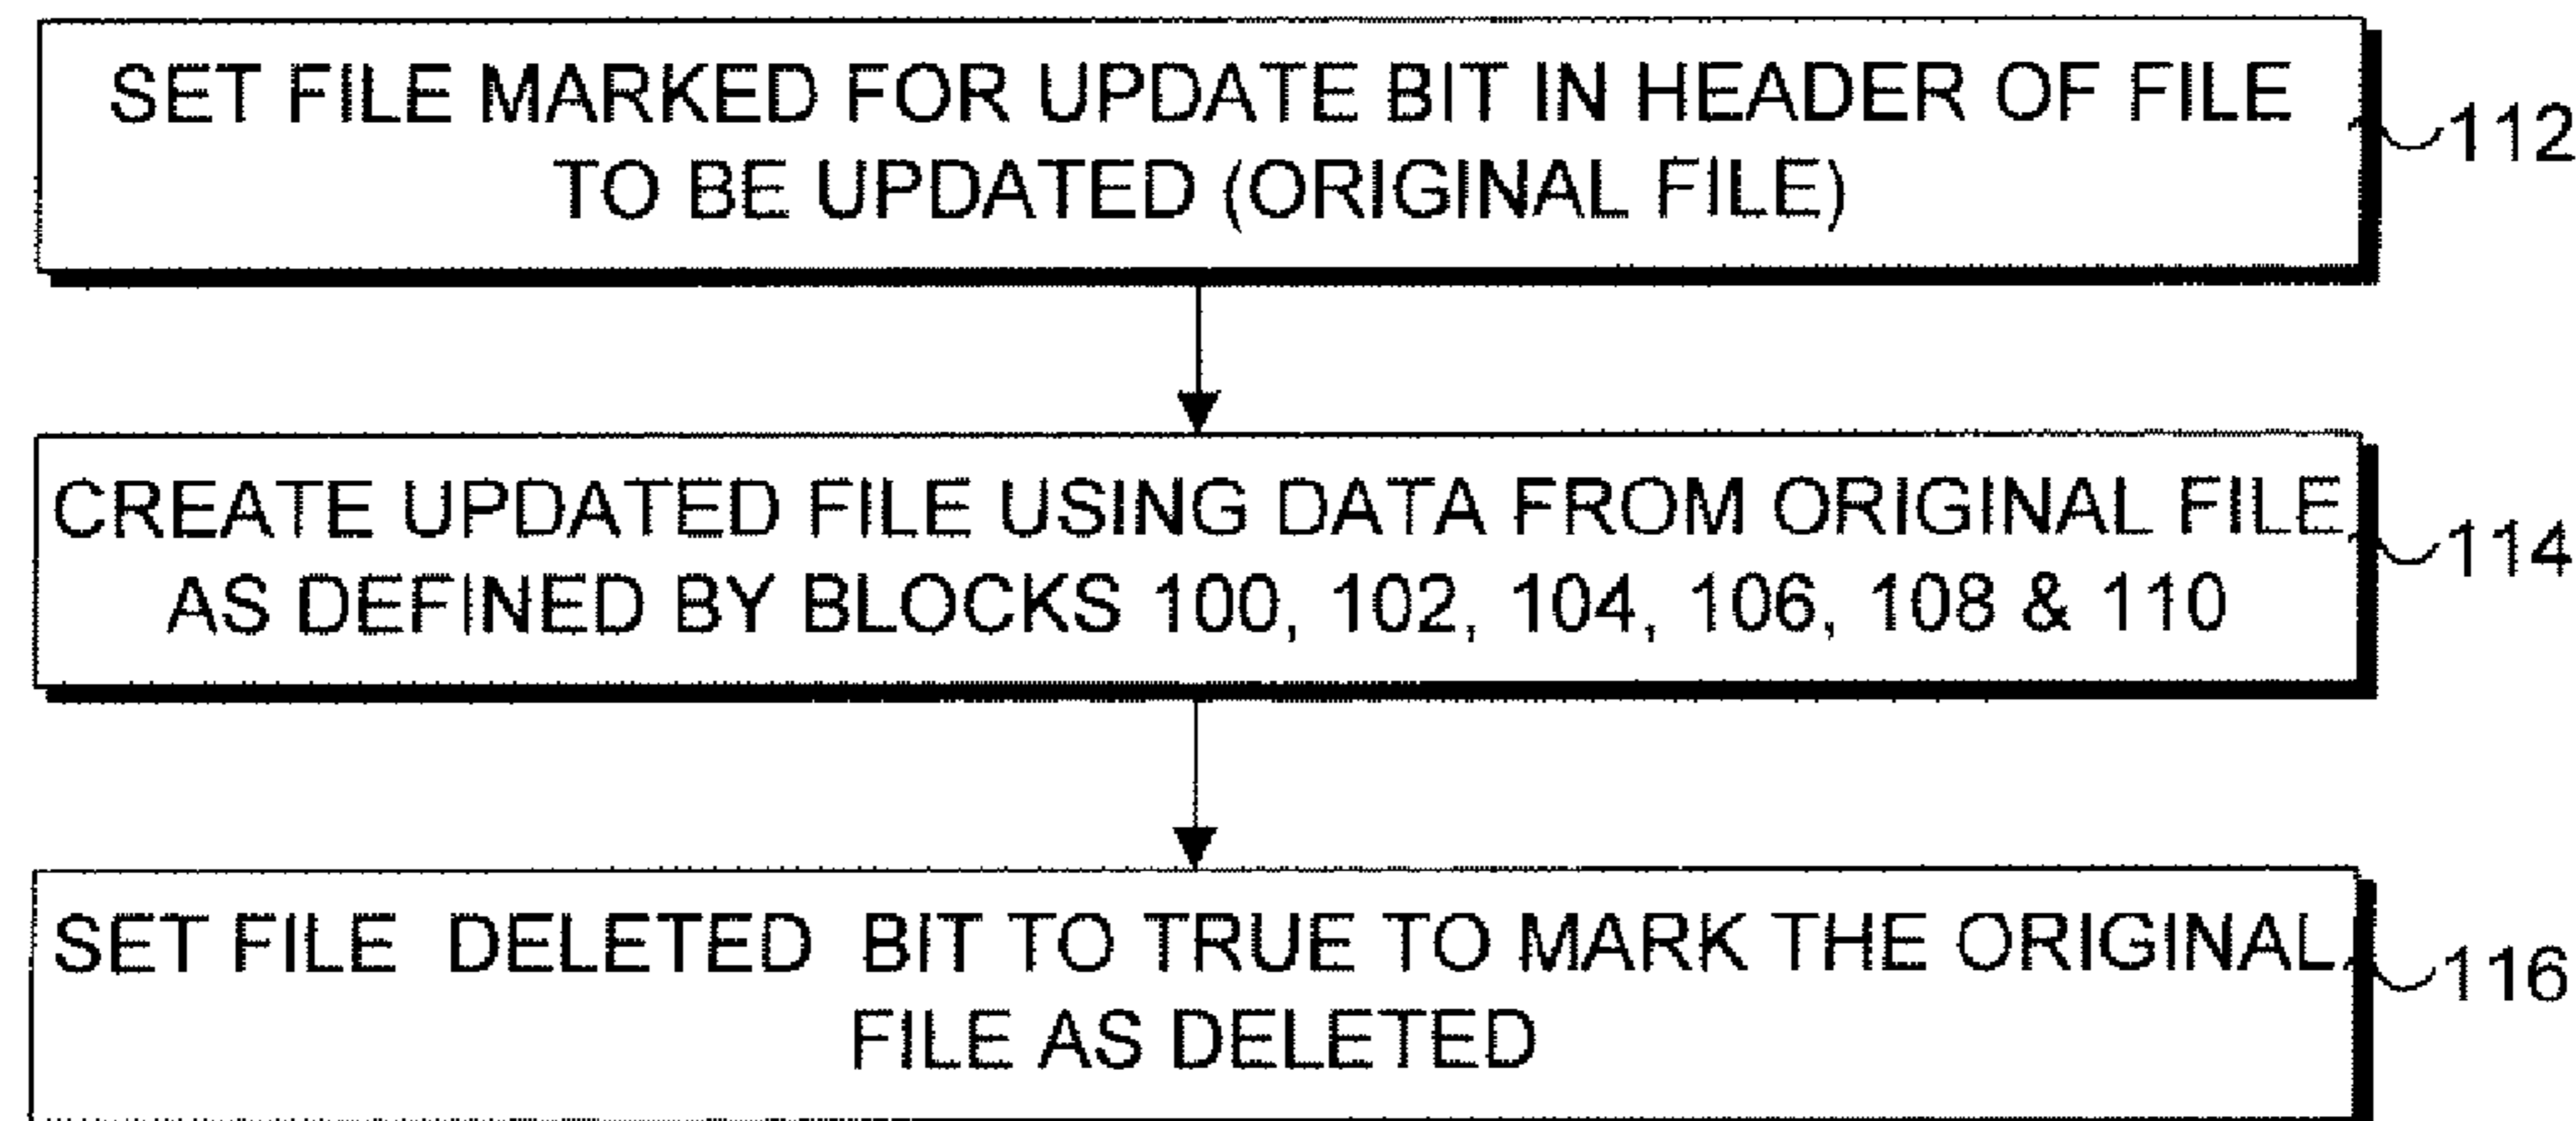 SET FILE MARKED FOR UPDATE BIT IN HEADER OF FILE
TO BE UPDATED (ORIGINAL FILE)
112
CREATE UPDATED FILE USING DATA FROM ORIGINAL FILE
AS DEFINED BY BLOCKS 100, 102, 104, 106, 108 & 110
114
SET FILE DELETED BIT TO TRUE TO MARK THE ORIGINAL
FILE AS DELETED
116